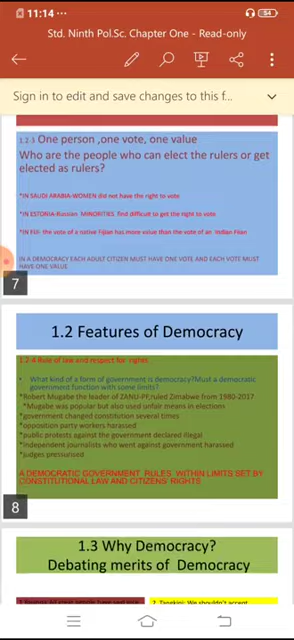 11:14 ···
54
Std. Ninth Pol.Sc. Chapter One - Read-only
Sign in to edit and save changes to this f...
1.2-3 One person ,one vote, one value
Who are the people who can elect the rulers or get
elected as rulers?
*IN SAUDI ARABIA-WOMEN did not have the right to vote
*IN ESTORIA-Russian MINORITIES find difficult to get the right to vote
*IN FIJI- the vote of a native Fijian has more value than the vote of an Indian Fijian
IN A DEMOCRACY EACH ADULT CITIZEN MUST HAVE ONE VOTE AND EACH VOTE MUST
HAVE ONE VALUE
7
1.2 Features of Democracy
1.2-4 Rule of law and respect for rights
• What kind of a form of government is democracy?Must a democratic
government function with some limits?
*Robert Mugabe the leader of ZANU-PF,ruled Zimabwe from 1980-2017
*Mugabe was popular but also used unfair means in elections
*government changed constitution several times
*opposition party workers harassed
*public protests against the government declared illegal
*independent journalists who went against government harassed
*judges pressurised
A DEMOCRATIC GOVERNMENT RULES WITHIN LIMITS SET BY
CONSTITUTIONAL LAW AND CITIZENS' RIGHTS
8
1.3 Why Democracy?
Debating merits of Democracy
2. Tangkini: We shouldn't accept